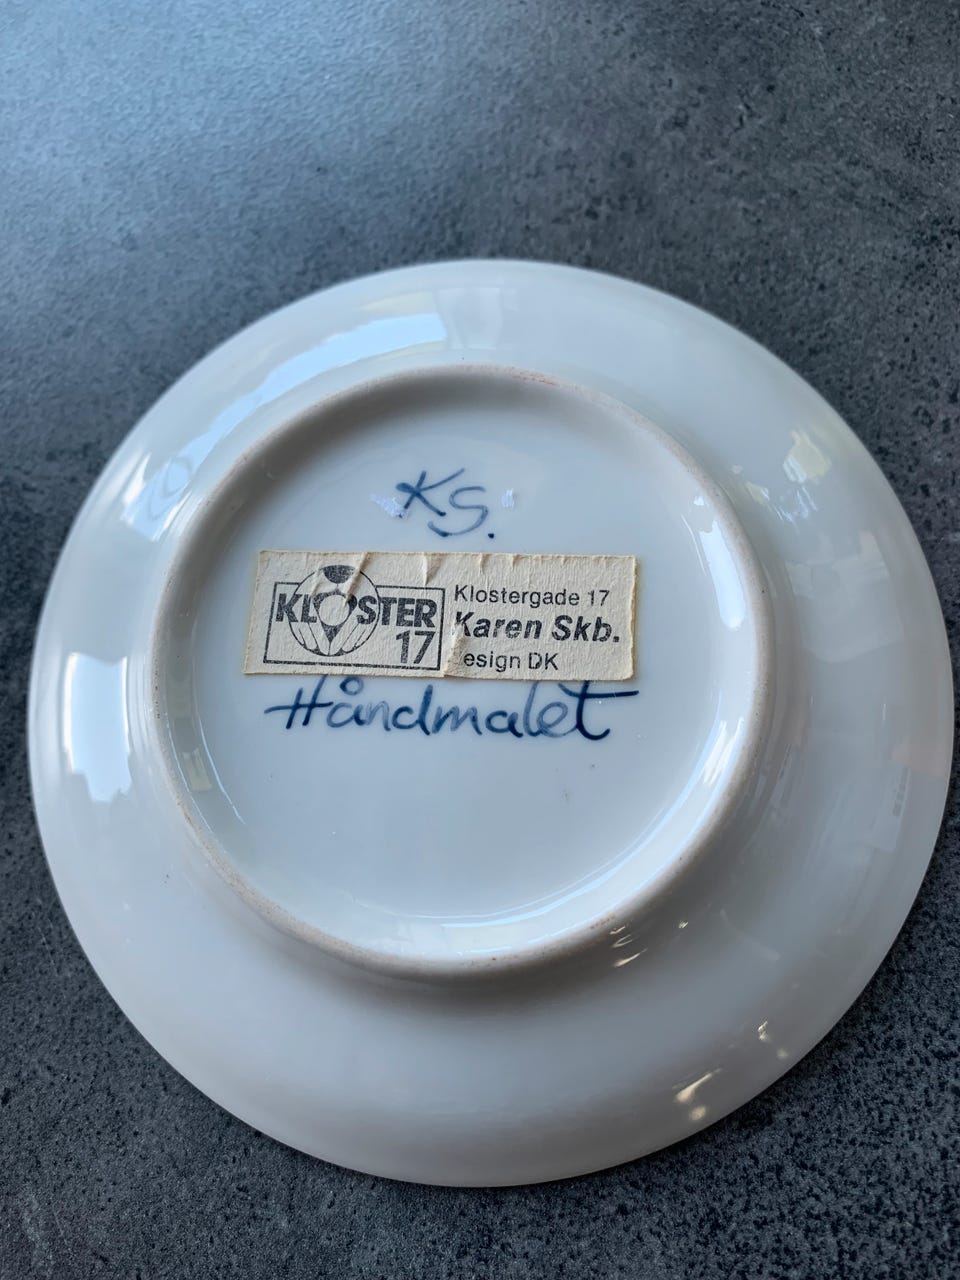 KS.
KLOSTER
17
Klostergade 17
Karen Skb.
esign DK
Håndmalet